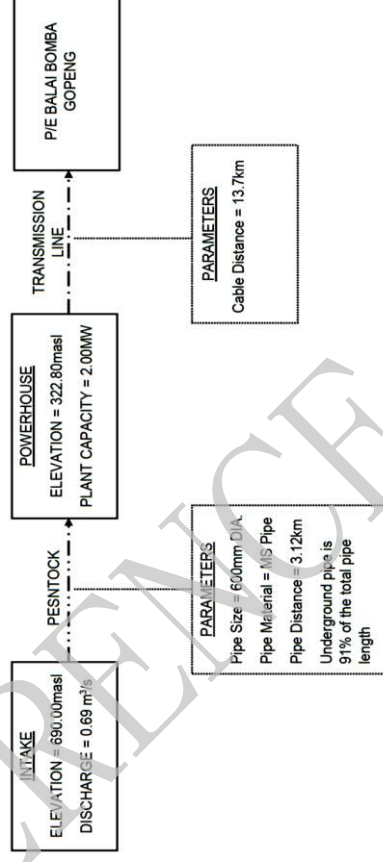 INTAKE
ELEVATION = 690.00masl
DISCHARGE = 0.69 m³/s
PESNTOCK
PARAMETERS
Pipe Size = 600mm DIA.
Pipe Material = MS Pipe
Pipe Distance = 3.12km
Underground pipe is
91% of the total pipe
length
POWERHOUSE
ELEVATION = 322.80masl
PLANT CAPACITY = 2.00MW
TRANSMISSION
LINE
PARAMETERS
Cable Distance = 13.7km
P/E BALAI BOMBA
GOPENG